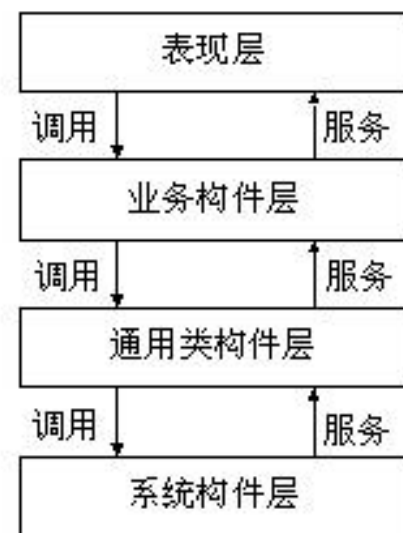 表现层
调用 服务
业务构件层
调用 服务
通用类构件层
调用 服务
系统构件层